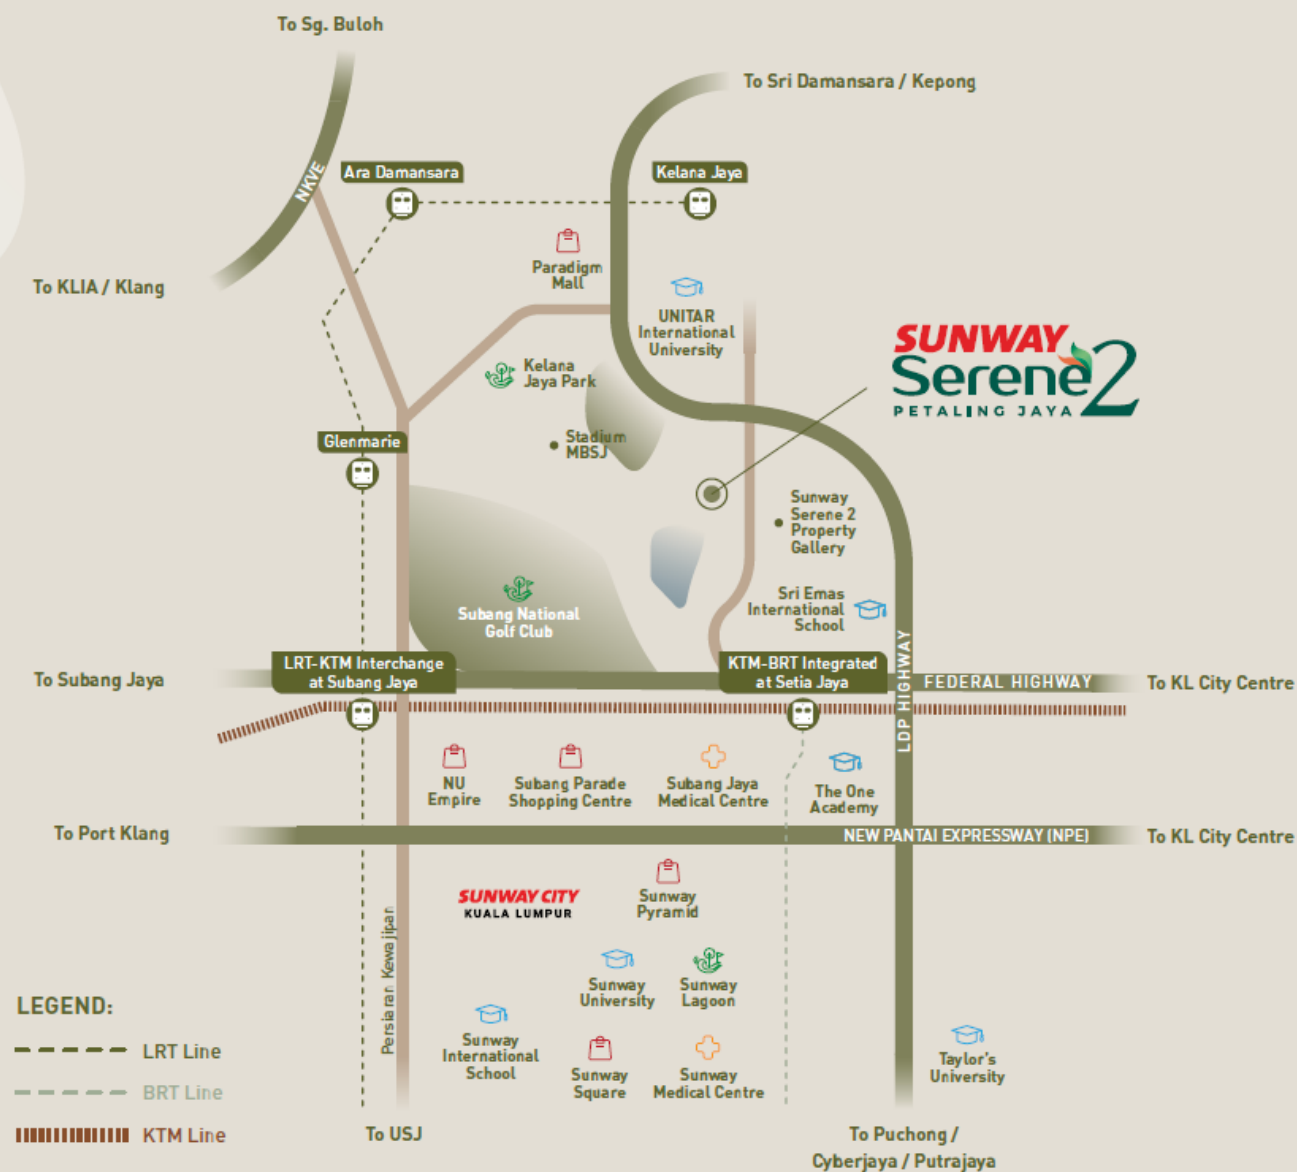 To Sg. Buloh
To Sri Damansara / Kepong
NKVE
Ara Damansara
Kelana Jaya
Paradigm
Mall
To KLIA / Klang
UNITAR
International
University
SUNWAY
Serene 2
PETALING JAYA
Kelana
Jaya Park
Glenmarie
Stadium
MBSJ
Sunway
Serene 2
Property
Gallery
Subang National
Golf Club
Sri Emas
International
School
To Subang Jaya
LRT-KTM Interchange
at Subang Jaya
KTM-BRT Integrated
at Setia Jaya
LDP HIGHWAY
FEDERAL HIGHWAY
To KL City Centre
NU
Empire
Subang Parade
Shopping Centre
Subang Jaya
Medical Centre
The One
Academy
To Port Klang
NEW PANTAI EXPRESSWAY (NPE)
To KL City Centre
SUNWAY CITY
KUALA LUMPUR
Sunway
Pyramid
Persiaran Kewajipan
Sunway
University
Sunway
Lagoon
Sunway
International
School
Sunway
Square
Sunway
Medical Centre
Taylor's
University
LEGEND:
LRT Line
BRT Line
KTM Line
To USJ
To Puchong /
Cyberjaya / Putrajaya